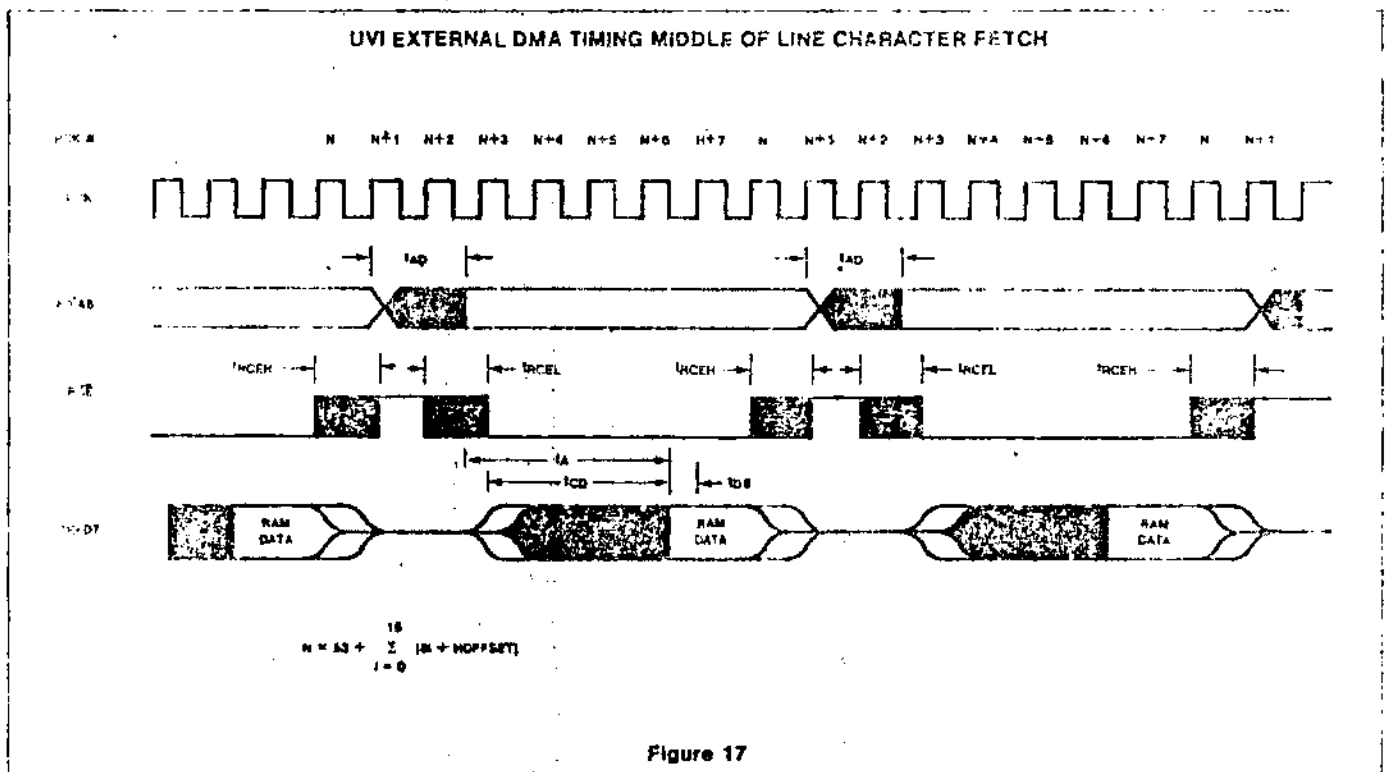 UVI EXTERNAL DMA TIMING MIDDLE OF LINE CHARACTER FETCH
N N+1 N+2 N+3 N+4 N+5 N+6 N+7 N N+1 N+2 N+3 N+4 N+5 N+6 N+7 N N+1
tAD tAD
tRCEH tRCEL tRCEH tRCEL tRCEH
tA
tCD tDS
RAM DATA RAM DATA RAM DATA
16
Σ
I = 0
Figure 17